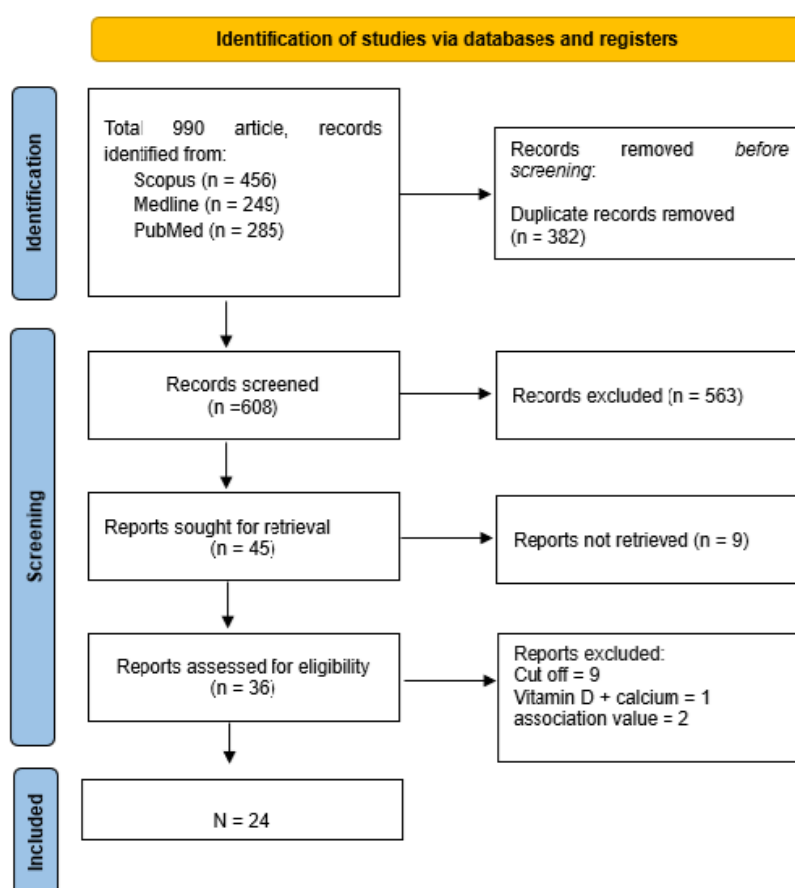 Identification of studies via databases and registers
Identification
Total 990 article, records
identified from:
Scopus (n = 456)
Medline (n = 249)
PubMed (n = 285)
Records removed before
screening:
Duplicate records removed
(n = 382)
Screening
Records screened
(n =608)
Records excluded (n = 563)
Reports sought for retrieval
(n = 45)
Reports not retrieved (n = 9)
Reports assessed for eligibility
(n = 36)
Reports excluded:
Cut off = 9
Vitamin D + calcium = 1
association value = 2
Included
N = 24